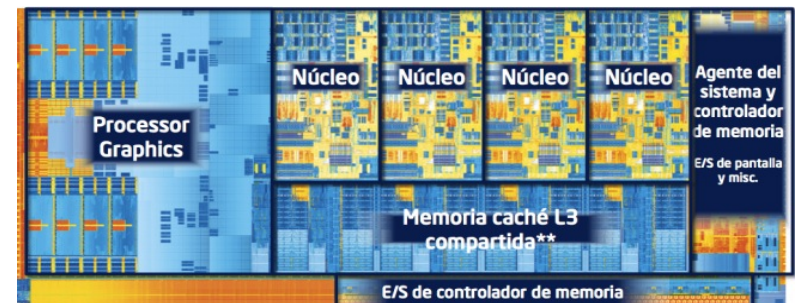 Processor
Graphics
Núcleo
Núcleo
Núcleo
Núcleo
Agente del
sistema y
controlador
de memoria
E/S de pantalla
y misc.
Memoria caché L3
compartida**
E/S de controlador de memoria